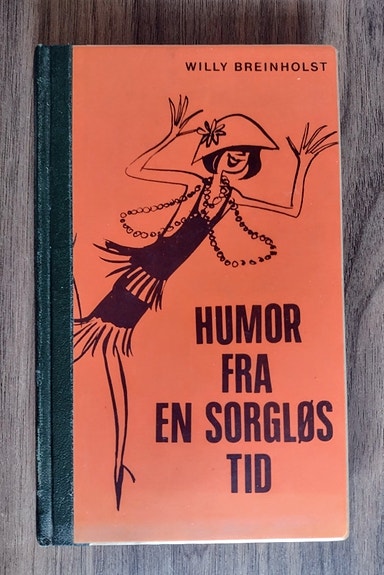 WILLY BREINHOLST
HUMOR
FRA
EN SORGLØS
TID